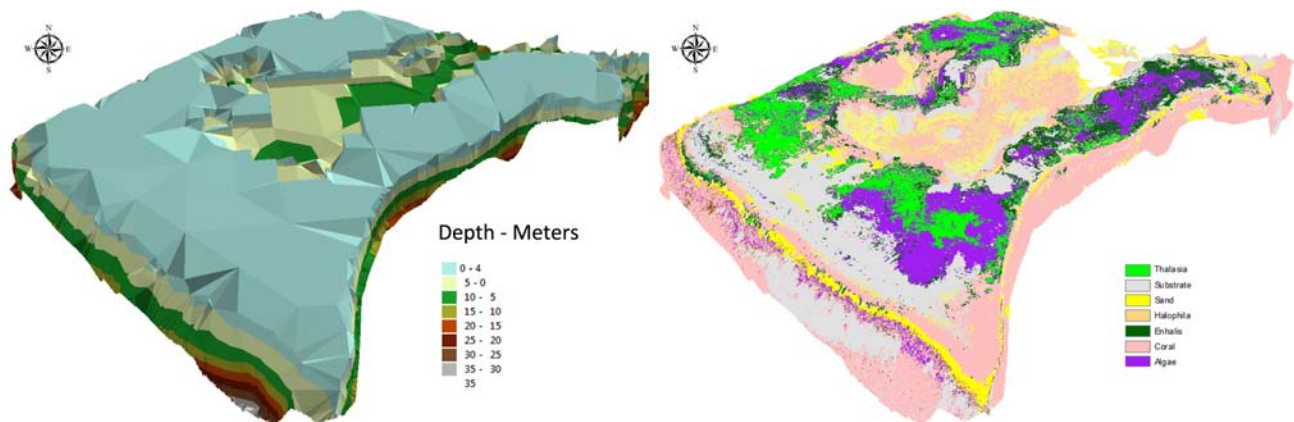 N
W E
S
Depth - Meters
0 - 4
5 - 0
10 - 5
15 - 10
20 - 15
25 - 20
30 - 25
35 - 30
35
N
W E
S
Thalasia
Substrate
Sand
Halophila
Enhalis
Coral
Algae